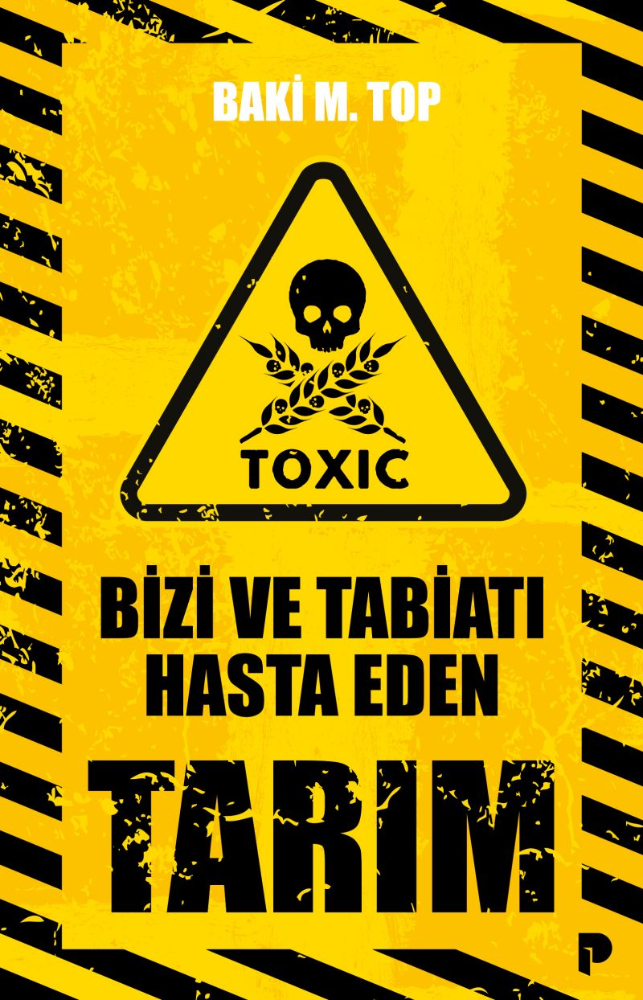 BAKİ M. TOP
TOXIC
BİZİ VE TABİATI
HASTA EDEN
TARIM